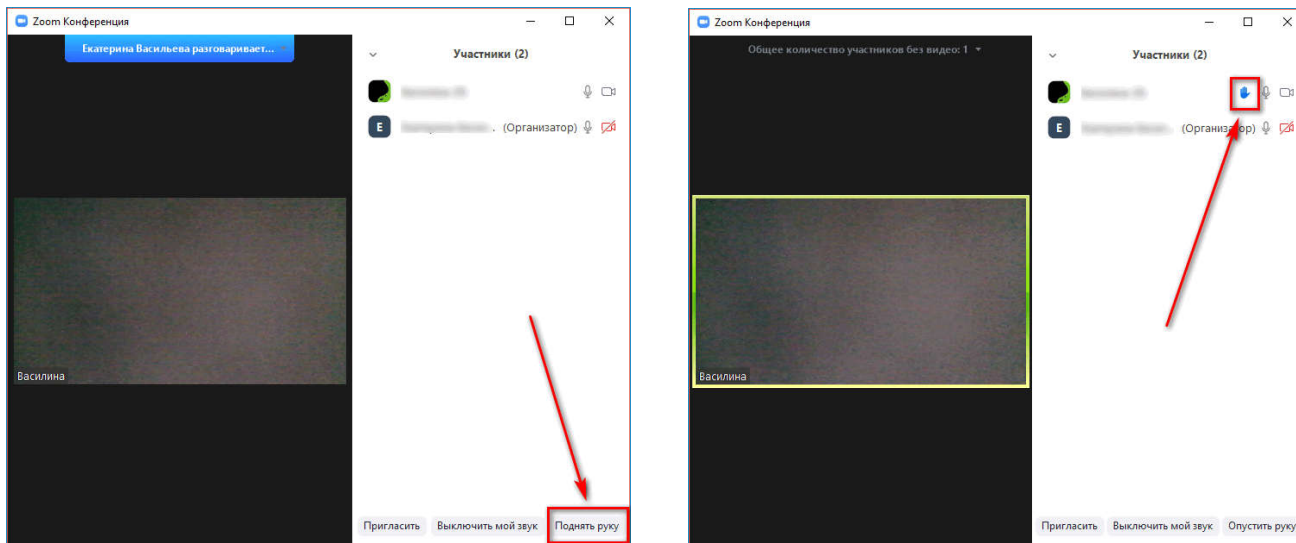 Zoom Конференция
Екатерина Васильева разговаривает...
Участники (2)
E
. (Организатор)
Василина
Пригласить
Выключить мой звук
Поднять руку
Zoom Конференция
Общее количество участников без видео: 1
Участники (2)
E
(Организатор)
Василина
Пригласить
Выключить мой звук
Опустить руку